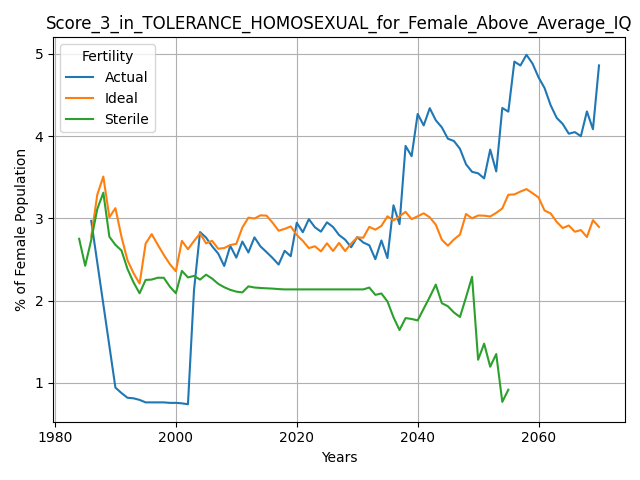 Score_3_in_TOLERANCE_HOMOSEXUAL_for_Female_Above_Average_IQ
Fertility
Actual
Ideal
Sterile
% of Female Population
5
4
3
2
1
1980
2000
2020
2040
2060
Years